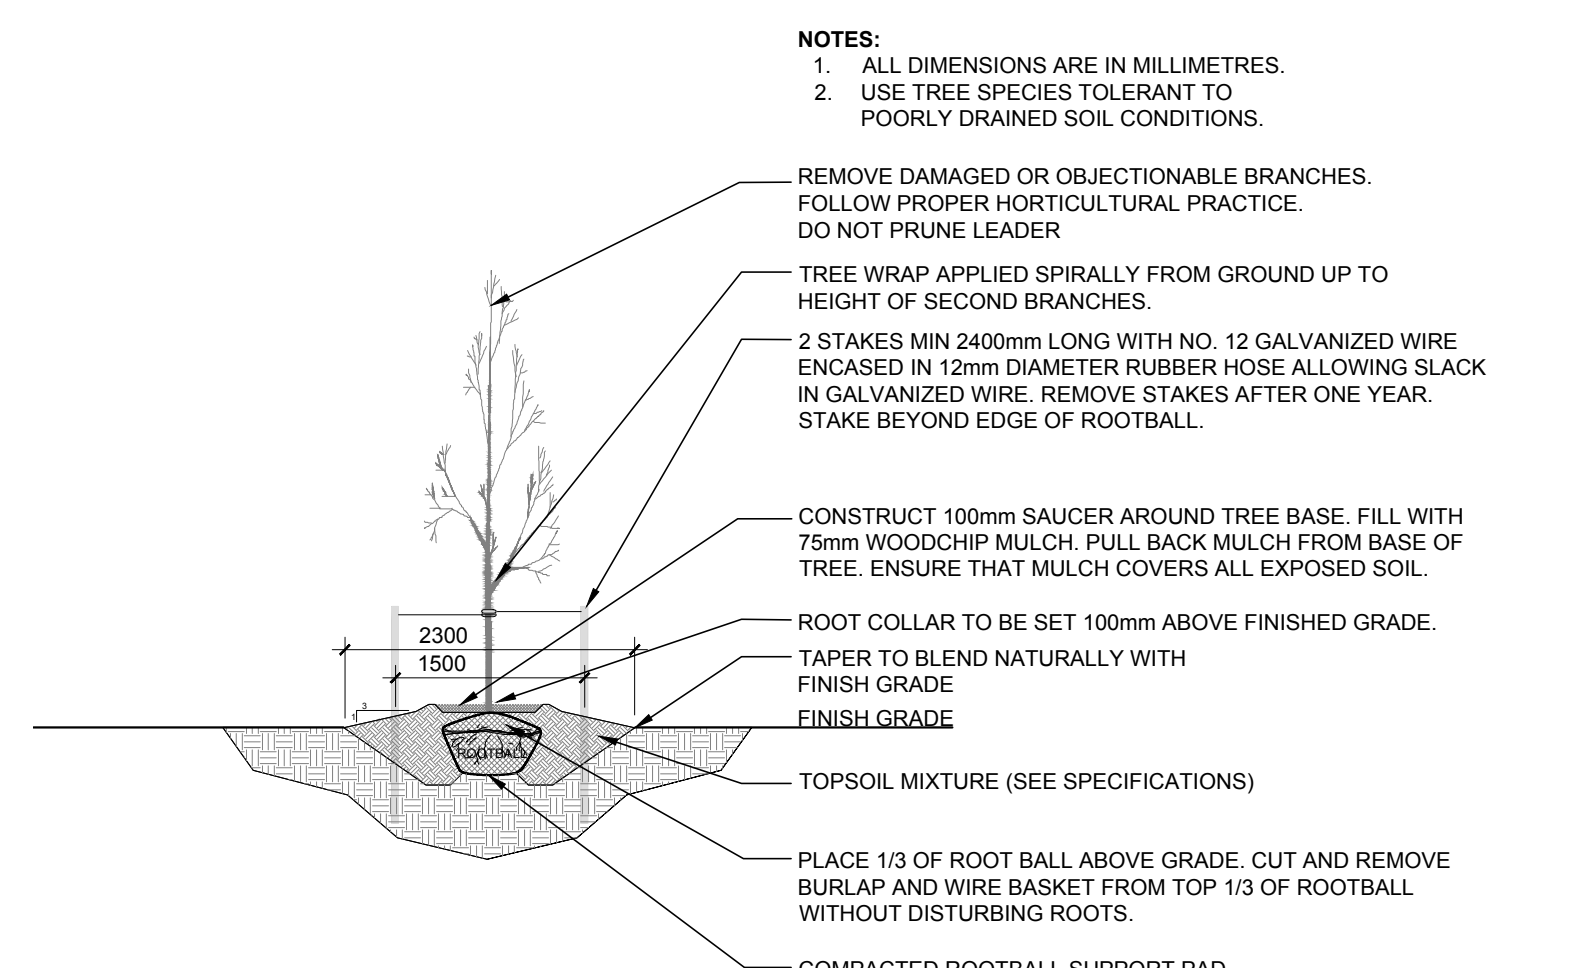 NOTES:
1. ALL DIMENSIONS ARE IN MILLIMETRES.
2. USE TREE SPECIES TOLERANT TO
POORLY DRAINED SOIL CONDITIONS.
REMOVE DAMAGED OR OBJECTIONABLE BRANCHES.
FOLLOW PROPER HORTICULTURAL PRACTICE.
DO NOT PRUNE LEADER
TREE WRAP APPLIED SPIRALLY FROM GROUND UP TO
HEIGHT OF SECOND BRANCHES.
2 STAKES MIN 2400mm LONG WITH NO. 12 GALVANIZED WIRE
ENCASED IN 12mm DIAMETER RUBBER HOSE ALLOWING SLACK
IN GALVANIZED WIRE. REMOVE STAKES AFTER ONE YEAR.
STAKE BEYOND EDGE OF ROOTBALL.
CONSTRUCT 100mm SAUCER AROUND TREE BASE. FILL WITH
75mm WOODCHIP MULCH. PULL BACK MULCH FROM BASE OF
TREE. ENSURE THAT MULCH COVERS ALL EXPOSED SOIL.
ROOT COLLAR TO BE SET 100mm ABOVE FINISHED GRADE.
2300
1500
TAPER TO BLEND NATURALLY WITH
FINISH GRADE
3
1
FINISH GRADE
ROOTBALL
TOPSOIL MIXTURE (SEE SPECIFICATIONS)
PLACE 1/3 OF ROOT BALL ABOVE GRADE. CUT AND REMOVE
BURLAP AND WIRE BASKET FROM TOP 1/3 OF ROOTBALL
WITHOUT DISTURBING ROOTS.
COMPACTED ROOTBALL SUPPORT PAD